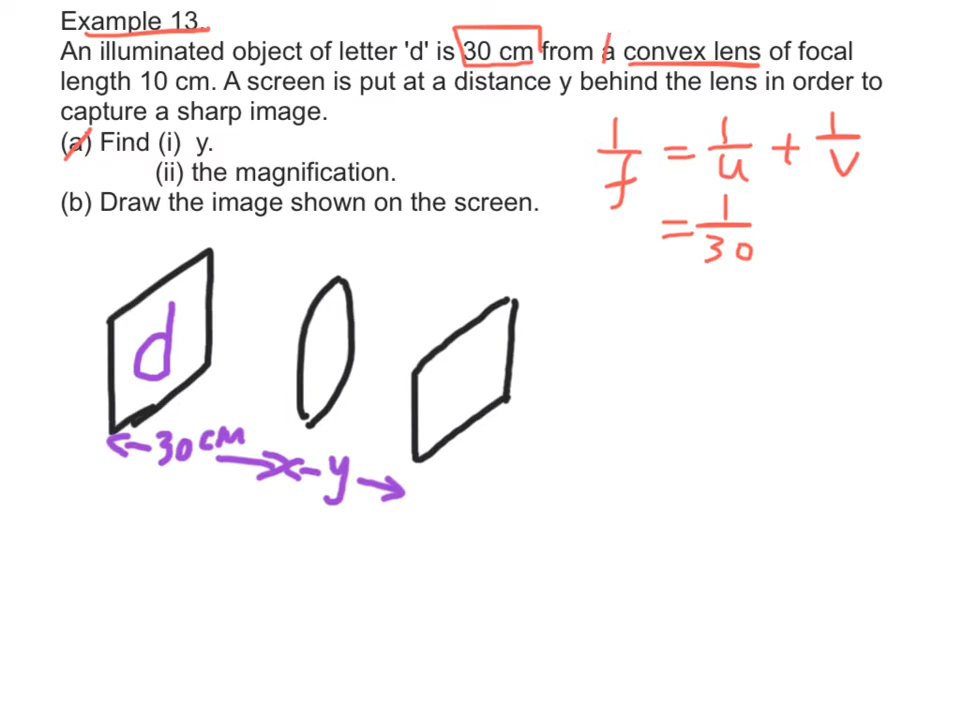 Example 13.
An illuminated object of letter 'd' is 30 cm from a convex lens of focal
length 10 cm. A screen is put at a distance y behind the lens in order to
capture a sharp image.
(a) Find (i) y.
(ii) the magnification.
(b) Draw the image shown on the screen.
1/f = 1/u + 1/v
= 1/30
d
30 cm
y